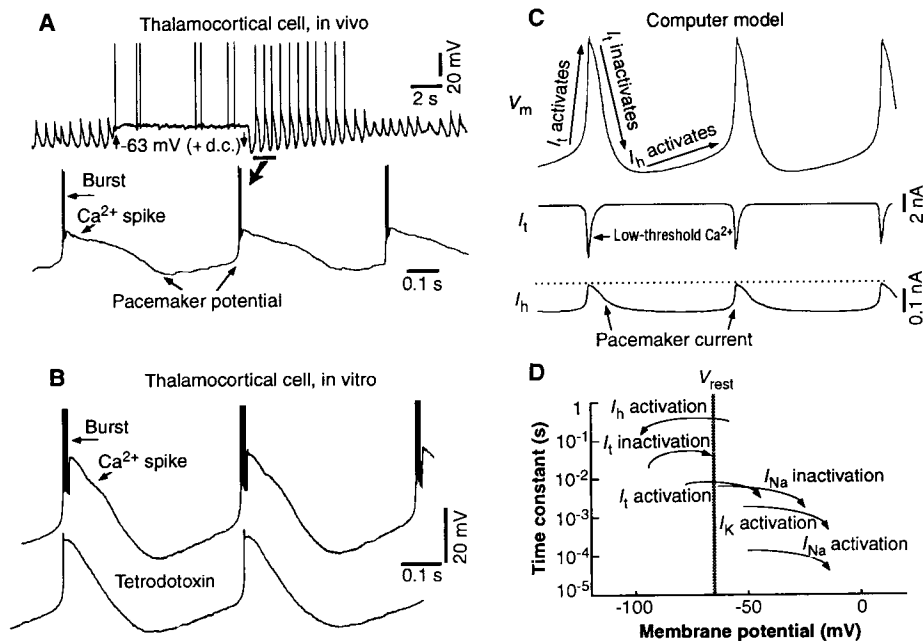 A
Thalamocortical cell, in vivo
20 mV
2 s
-63 mV (+ d.c.)
Burst
Ca²⁺ spike
0.1 s
Pacemaker potential
B
Thalamocortical cell, in vitro
Burst
Ca²⁺ spike
20 mV
0.1 s
Tetrodotoxin
C
Computer model
Vm
It activates
It inactivates
Ih activates
2 nA
It
Low-threshold Ca²⁺
Ih
0.1 nA
Pacemaker current
D
Vrest
Time constant (s)
1
10⁻¹
10⁻²
10⁻³
10⁻⁴
10⁻⁵
Ih activation
It inactivation
INa inactivation
It activation
IK activation
INa activation
-100
-50
0
Membrane potential (mV)